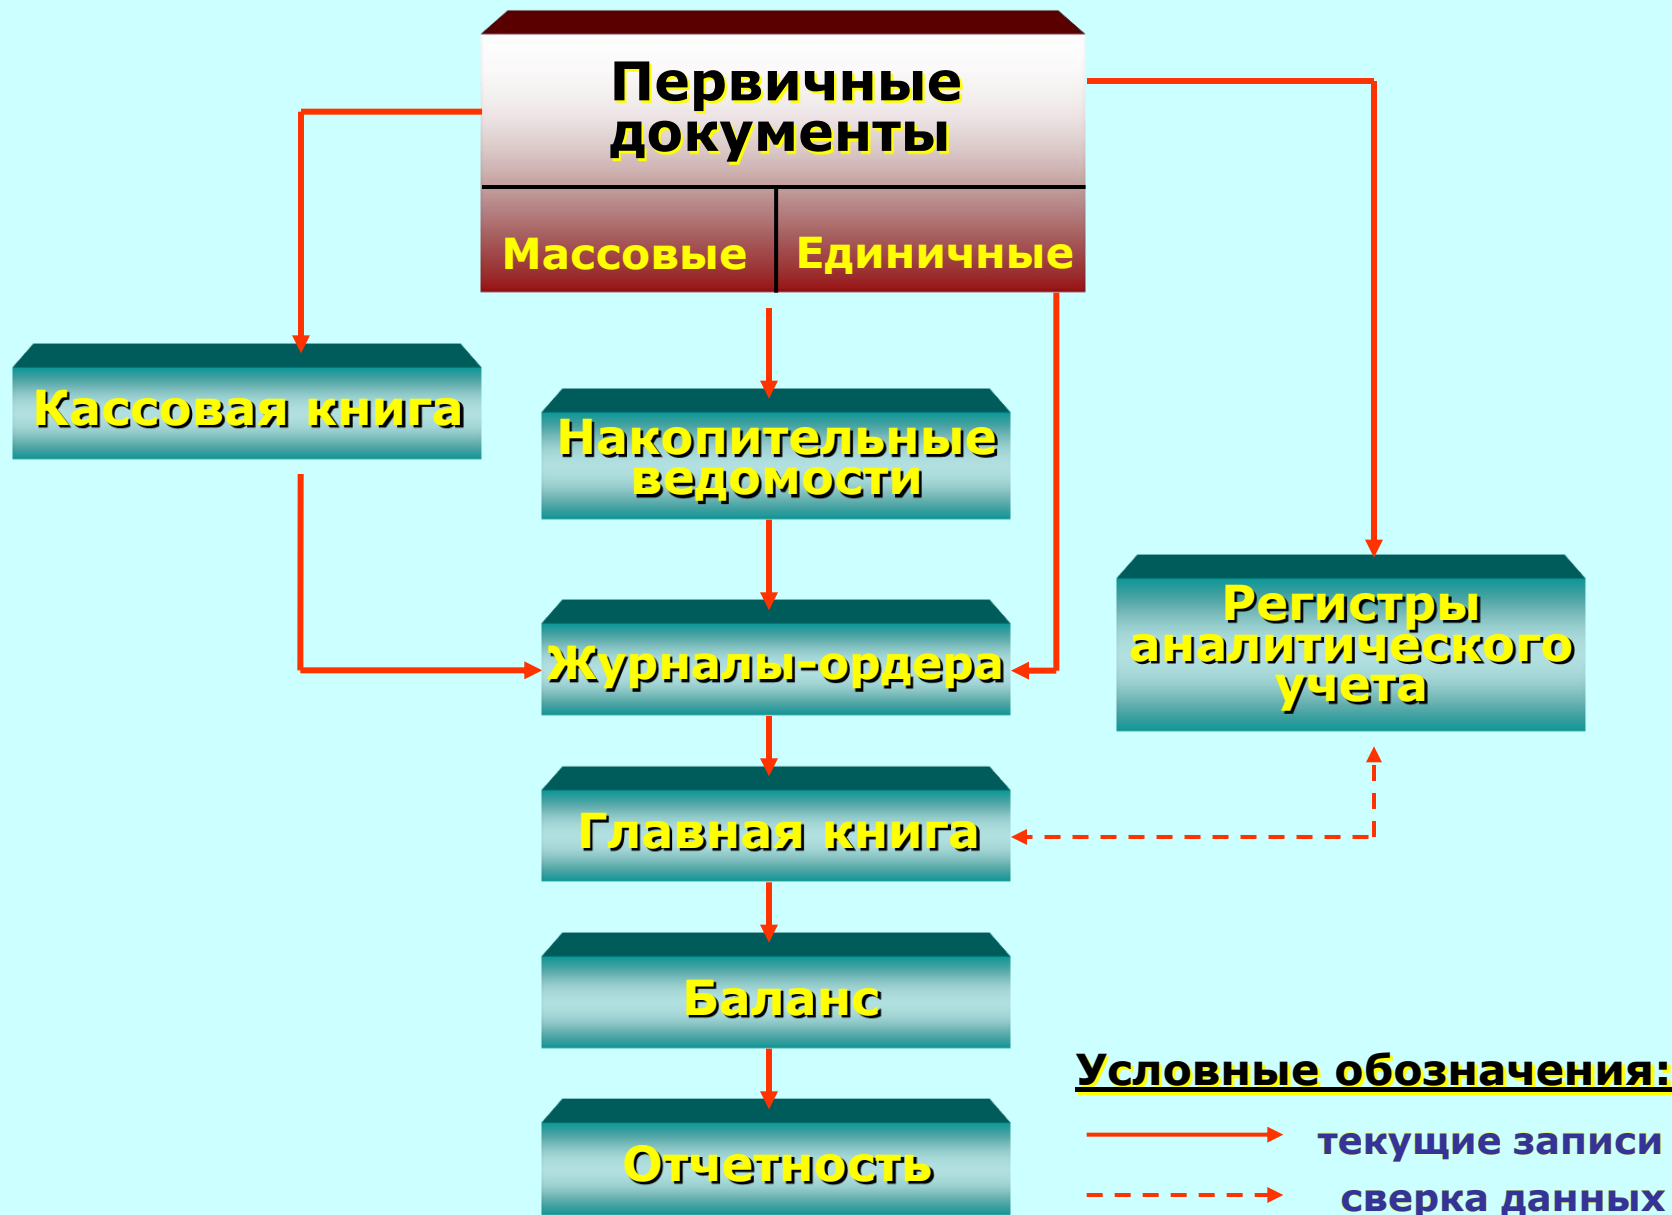 Первичные
документы
Массовые
Единичные
Кассовая книга
Накопительные
ведомости
Журналы-ордера
Регистры
аналитического
учета
Главная книга
Баланс
Отчетность
Условные обозначения:
текущие записи
сверка данных